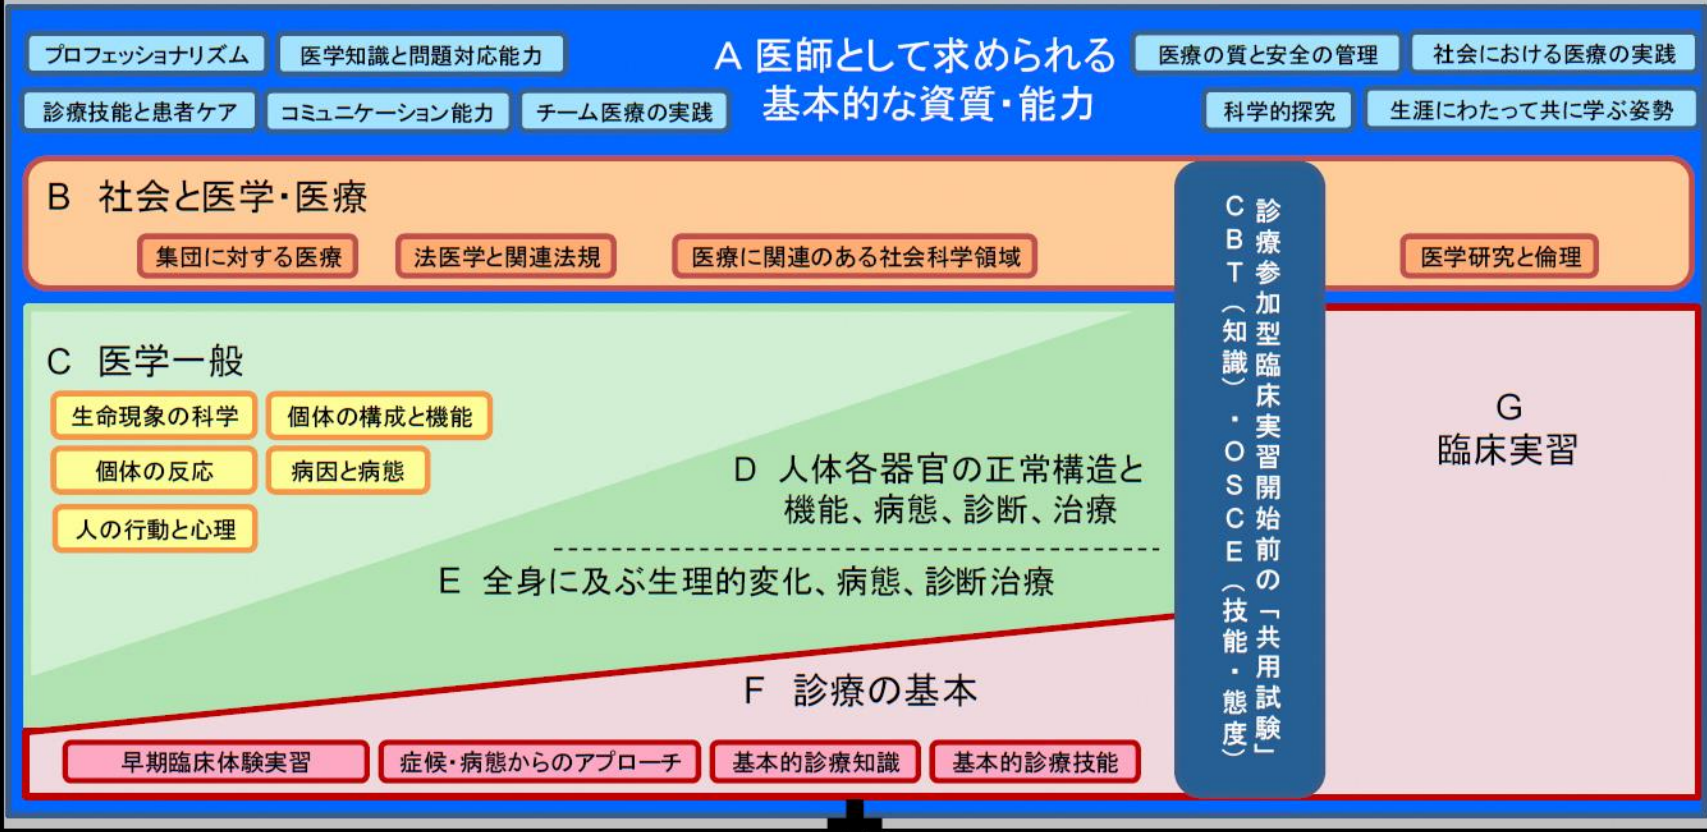 プロフェッショナリズム
医学知識と問題対応能力
診療技能と患者ケア
コミュニケーション能力
チーム医療の実践
A 医師として求められる
基本的な資質・能力
医療の質と安全の管理
社会における医療の実践
科学的探究
生涯にわたって共に学ぶ姿勢
B 社会と医学・医療
集団に対する医療
法医学と関連法規
医療に関連のある社会科学領域
医学研究と倫理
診療参加型臨床実習開始前の「共用試験」
CBT（知識）・OSCE（技能・態度）
C 医学一般
生命現象の科学
個体の構成と機能
個体の反応
病因と病態
人の行動と心理
D 人体各器官の正常構造と
機能、病態、診断、治療
E 全身に及ぶ生理的変化、病態、診断治療
F 診療の基本
早期臨床体験実習
症候・病態からのアプローチ
基本的診療知識
基本的診療技能
G
臨床実習